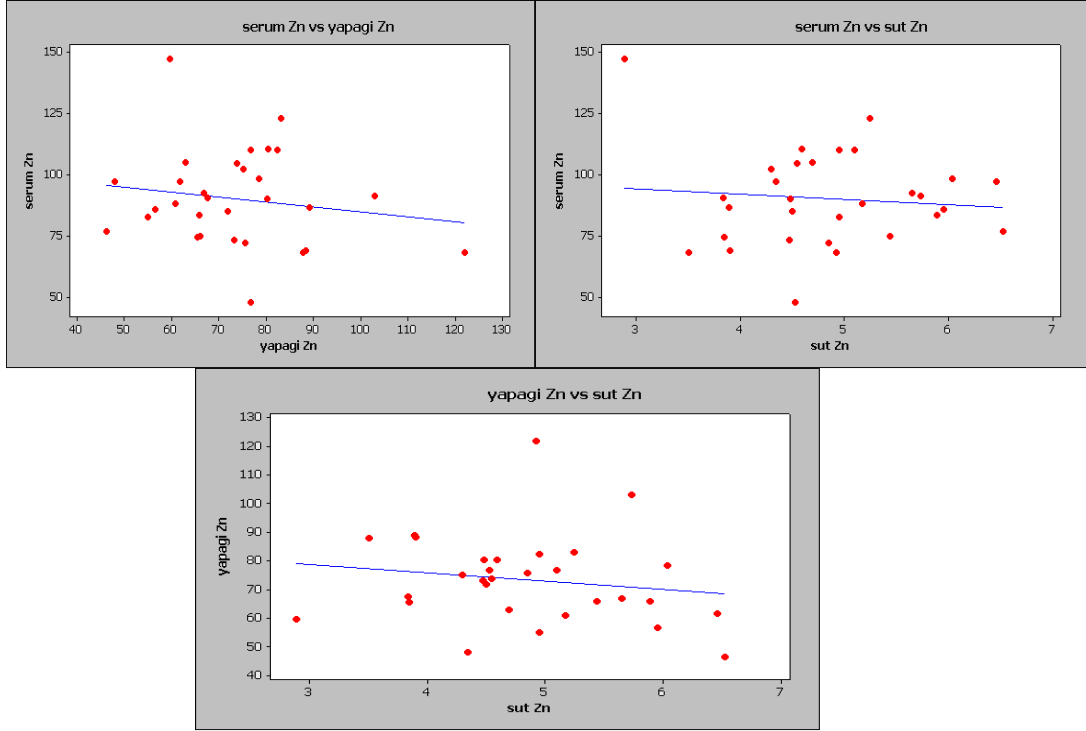 serum Zn vs yapagi Zn
150
125
100
75
50
serum Zn
40 50 60 70 80 90 100 110 120 130
yapagi Zn
serum Zn vs sut Zn
150
125
100
75
50
serum Zn
3 4 5 6 7
sut Zn
yapagi Zn vs sut Zn
130
120
110
100
90
80
70
60
50
40
yapagi Zn
3 4 5 6 7
sut Zn